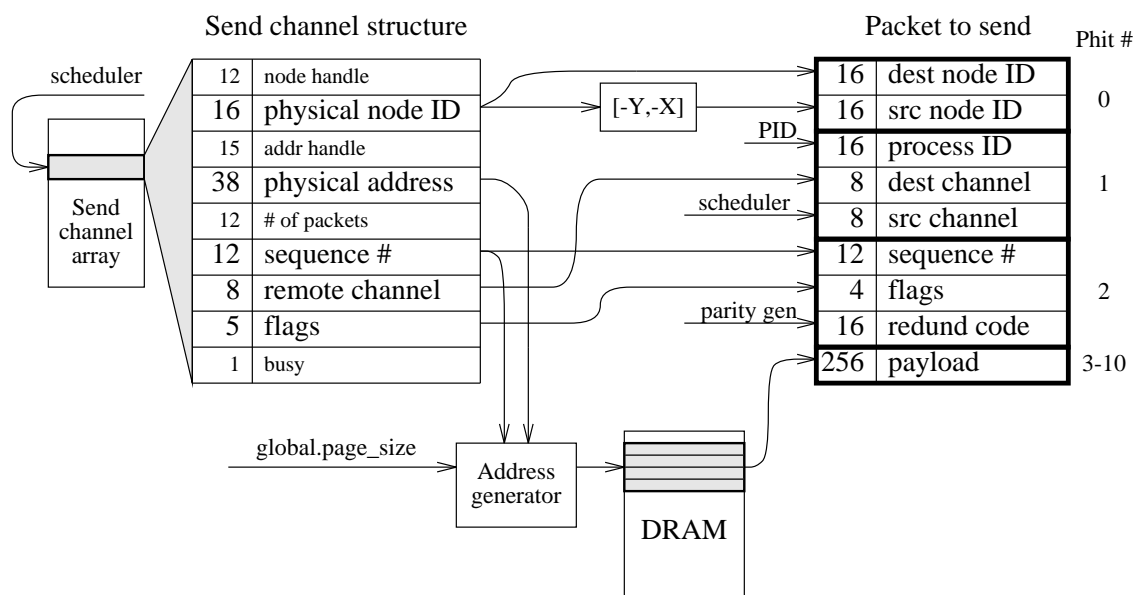 Send channel structure
Packet to send
Phit #
scheduler
Send
channel
array
12 node handle
16 physical node ID
15 addr handle
38 physical address
12 # of packets
12 sequence #
8 remote channel
5 flags
1 busy
[-Y,-X]
PID
scheduler
parity gen
16 dest node ID
16 src node ID
0
16 process ID
8 dest channel
8 src channel
1
12 sequence #
4 flags
16 redund code
2
256 payload
3-10
global.page_size
Address
generator
DRAM